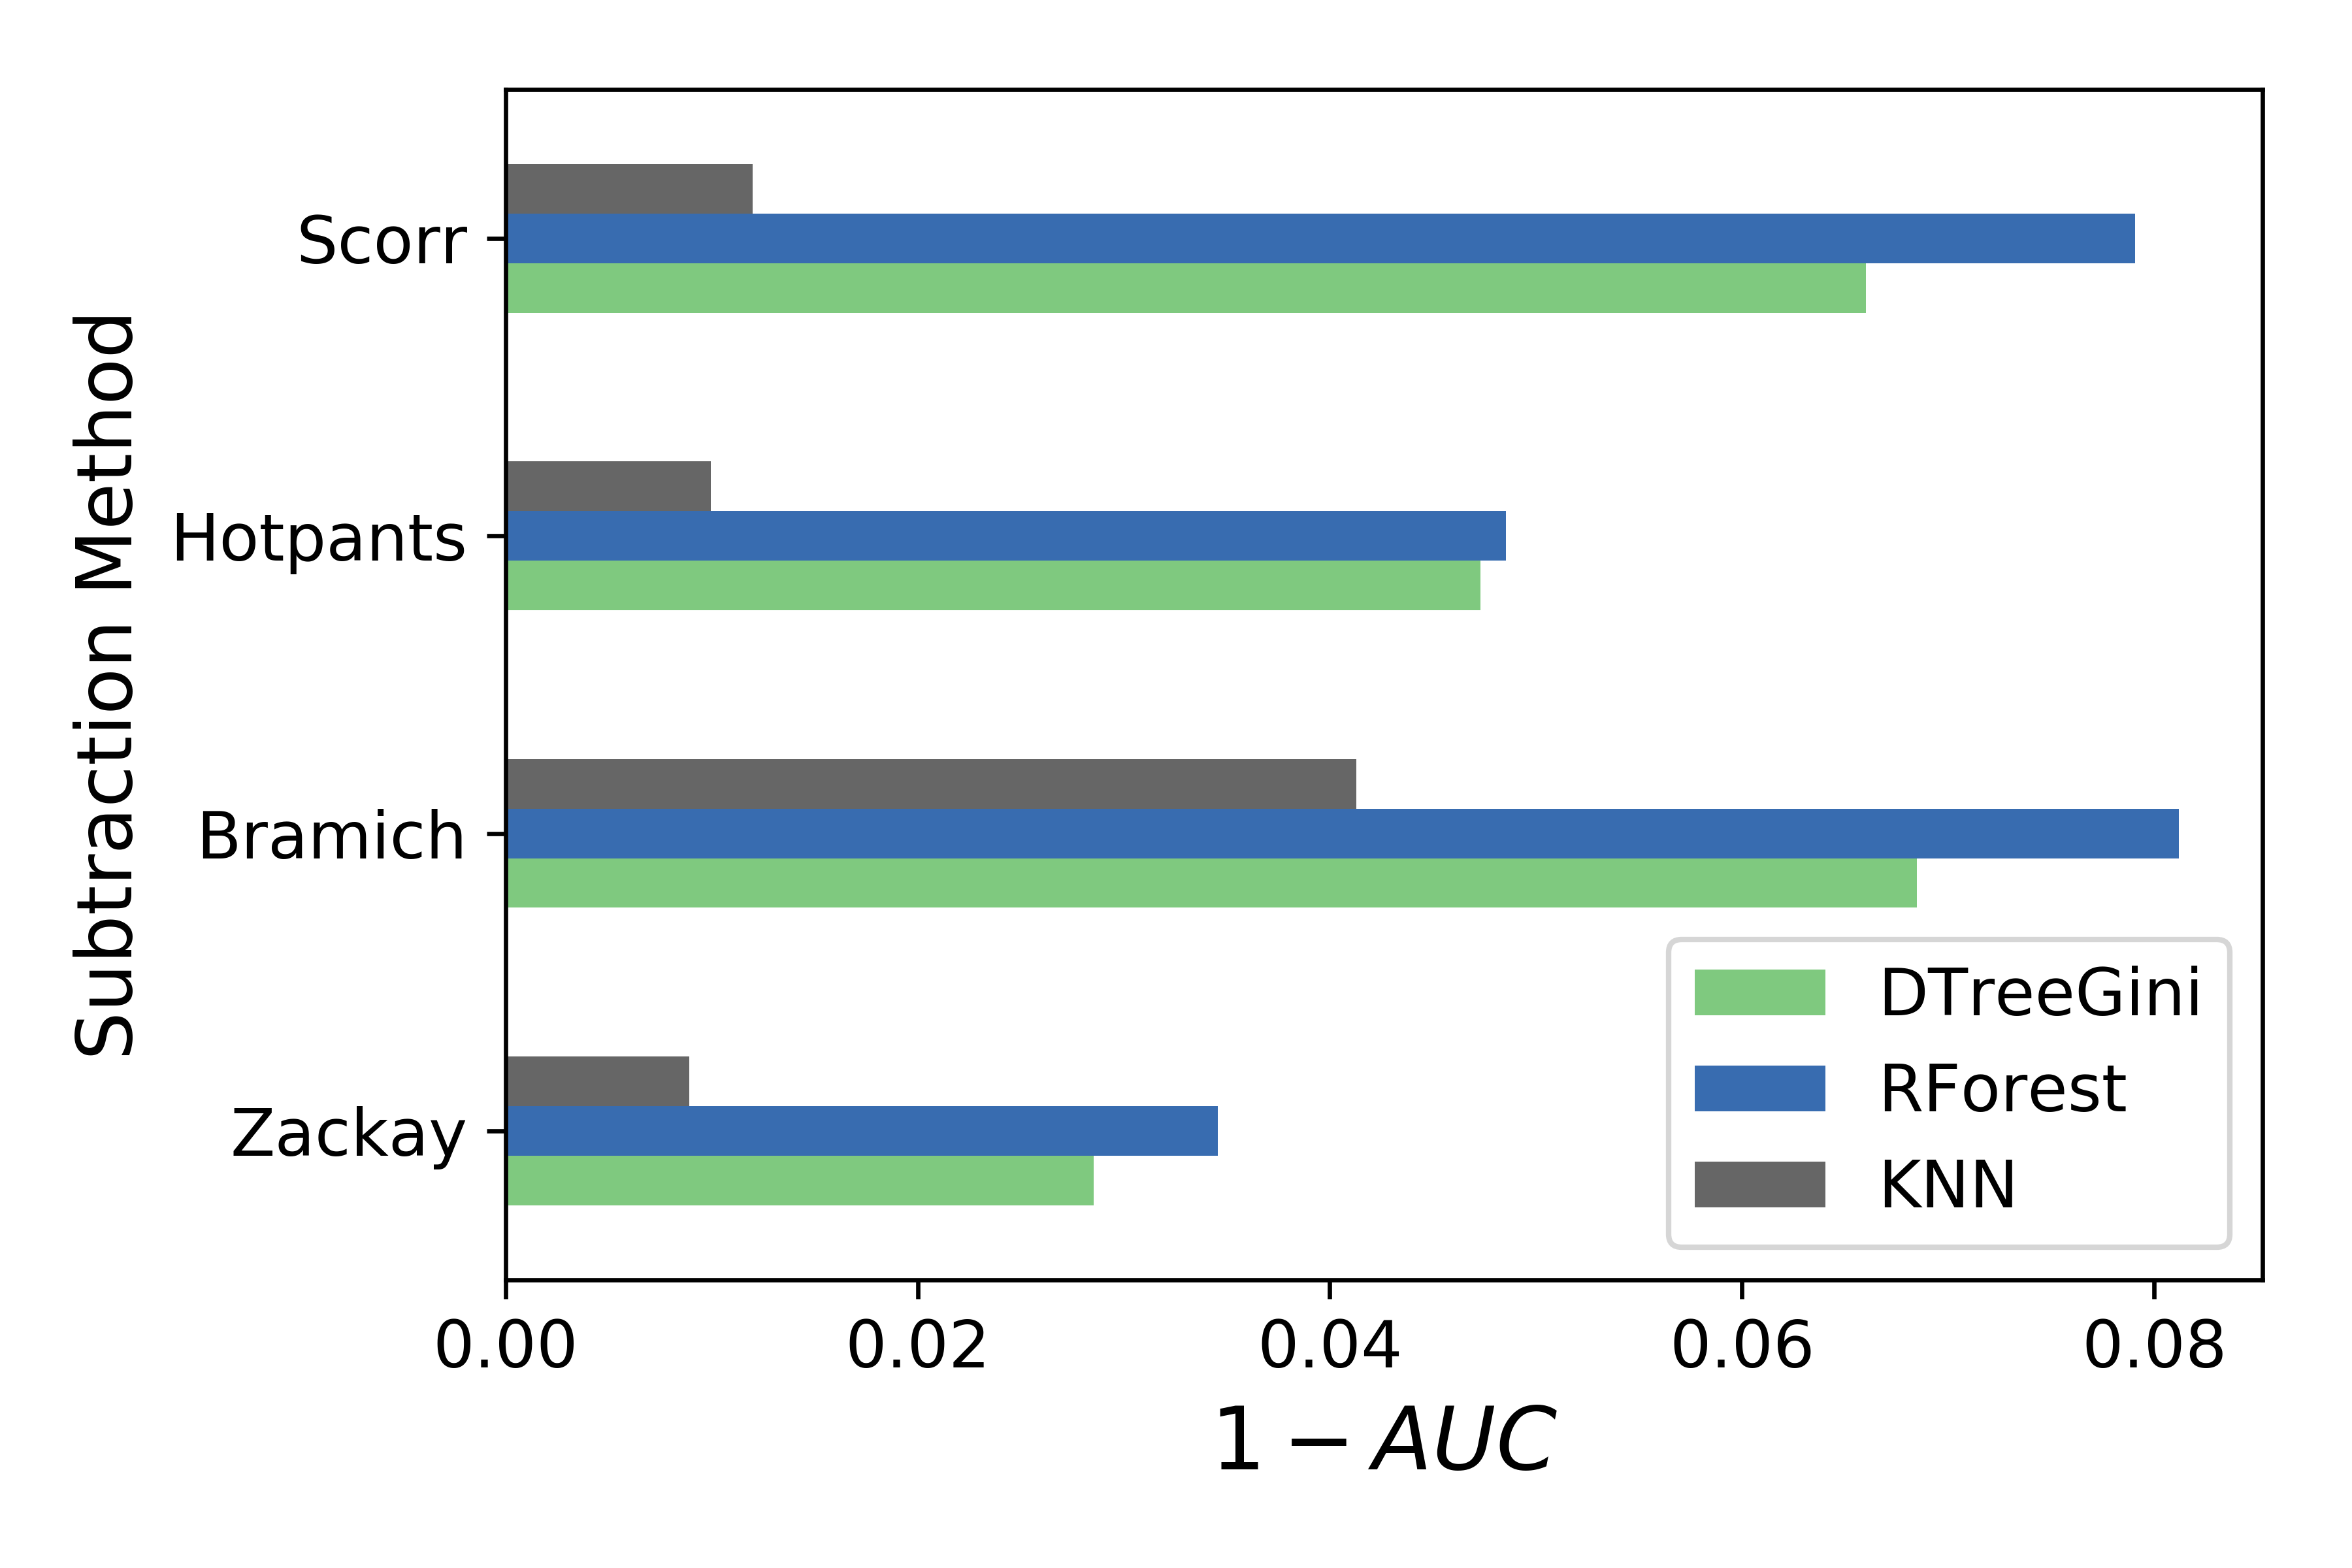 Subtraction Method
Scorr
Hotpants
Bramich
Zackay
DTreeGini
RForest
KNN
0.00 0.02 0.04 0.06 0.08
1 − AUC